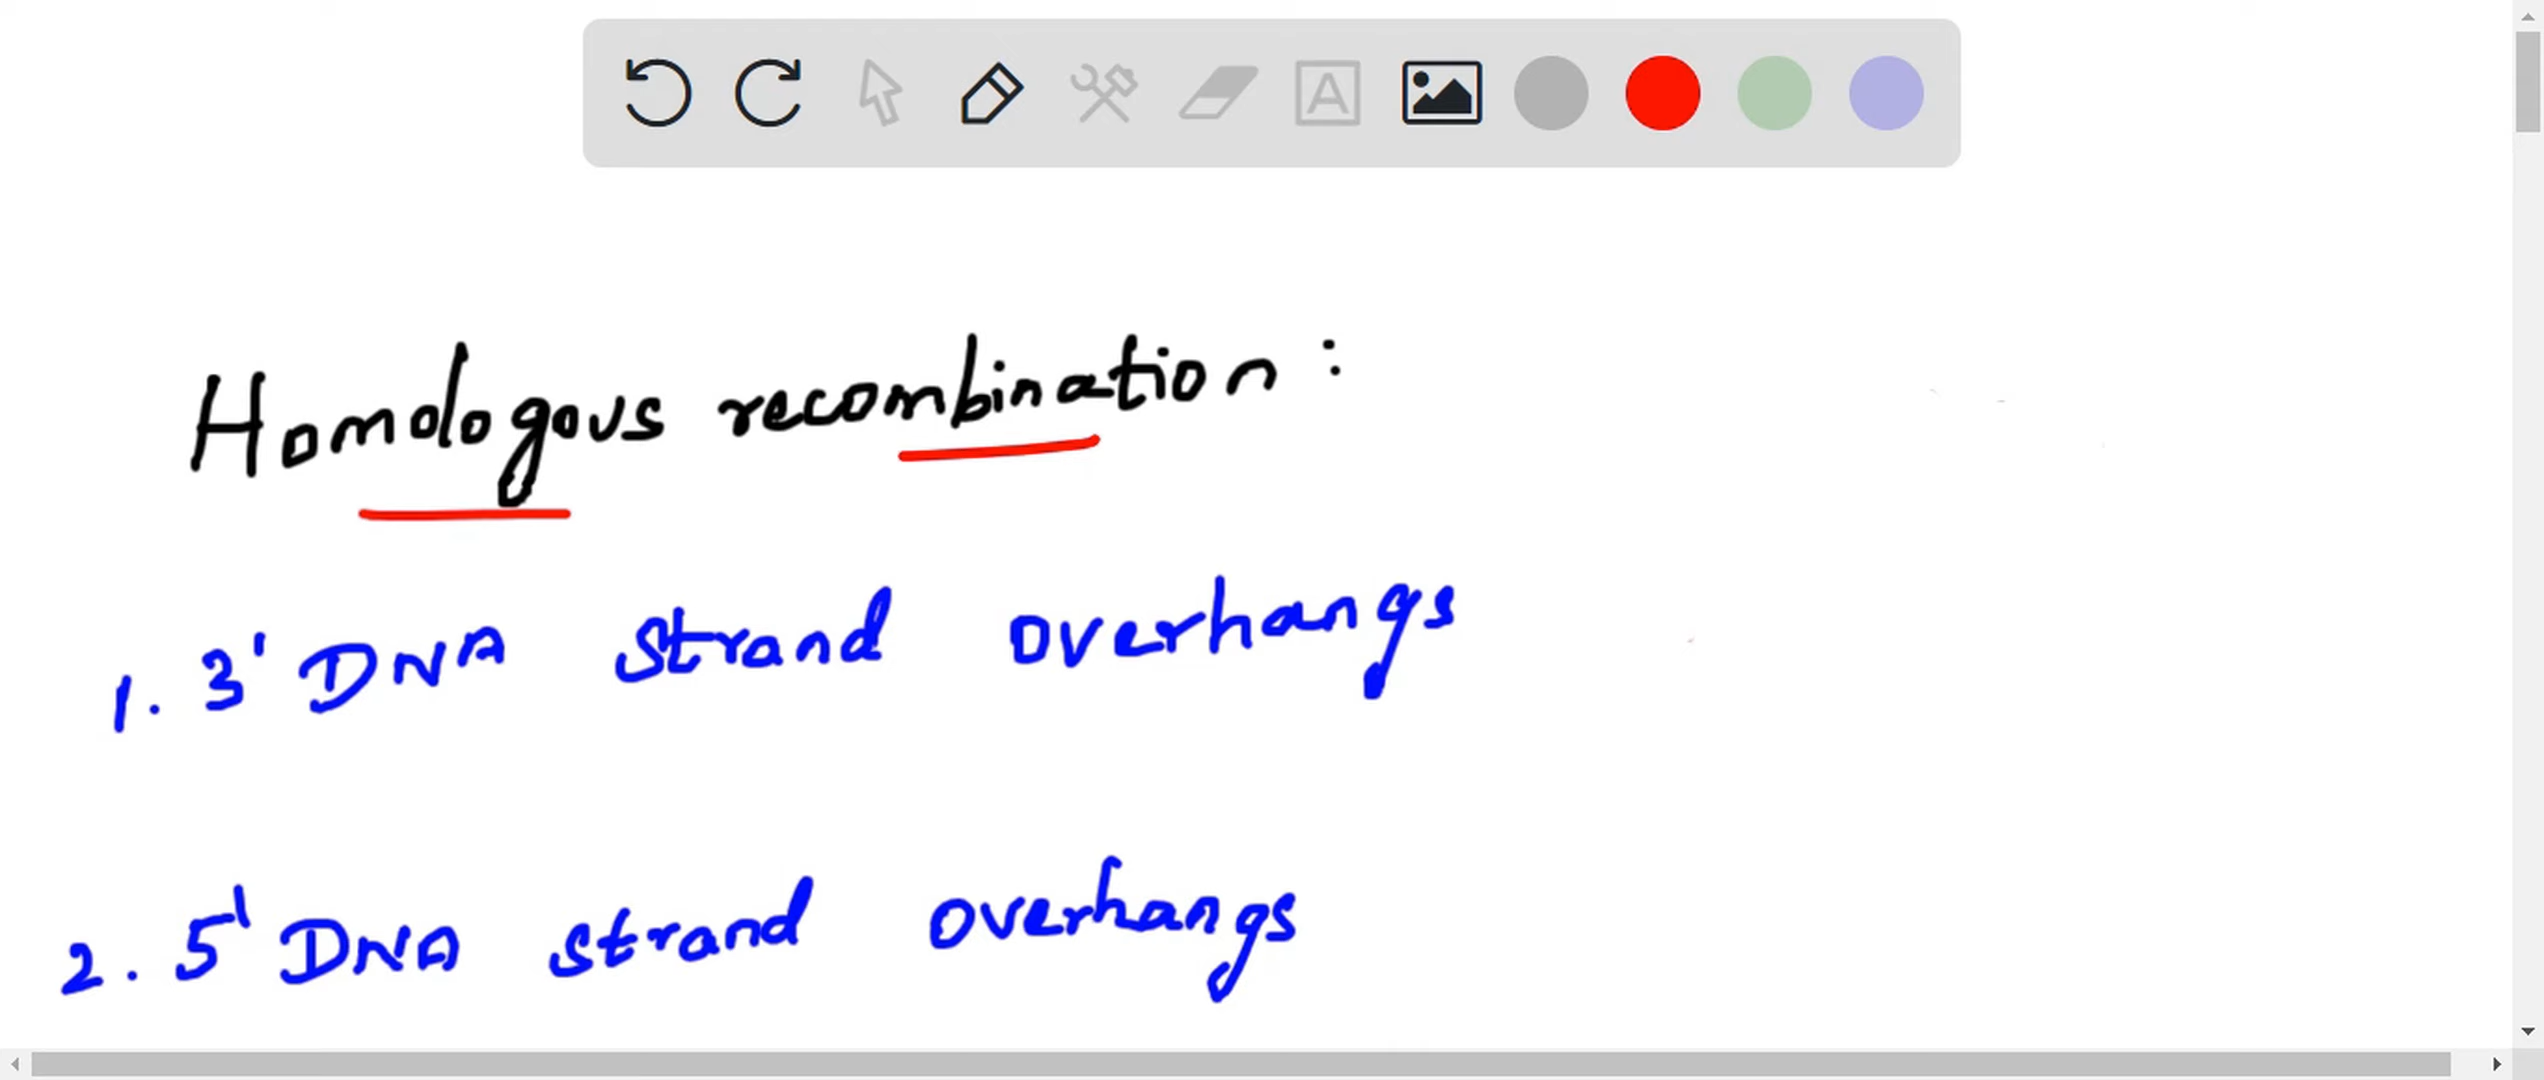 A
Homologous recombination :
1. 3' DNA strand overhangs
2. 5' DNA strand overhangs